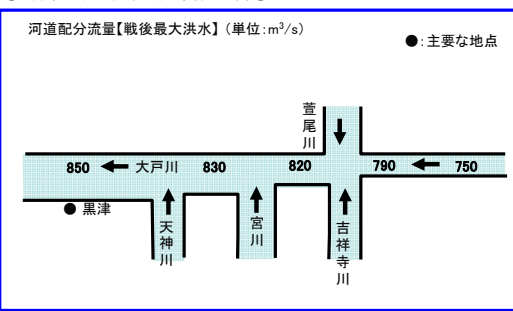 河道配分流量【戦後最大洪水】（単位：m³/s）
●：主要な地点
萱尾川
850
大戸川
830
820
790
750
● 黒津
天神川
宮川
吉祥寺川